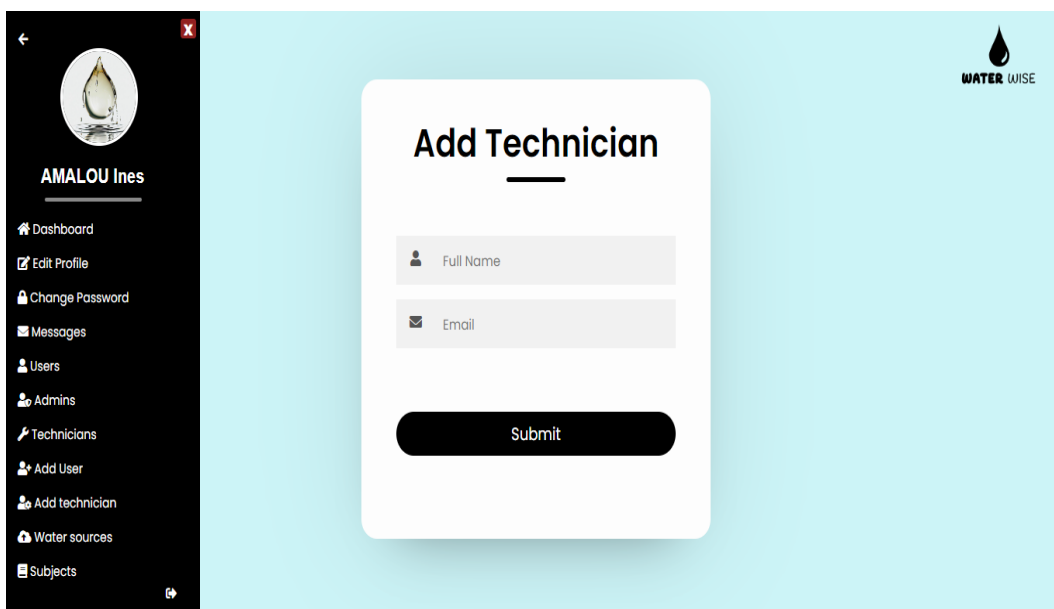 X
AMALOU Ines
Dashboard
Edit Profile
Change Password
Messages
Users
Admins
Technicians
Add User
Add technician
Water sources
Subjects
Add Technician
Full Name
Email
Submit
WATER WISE